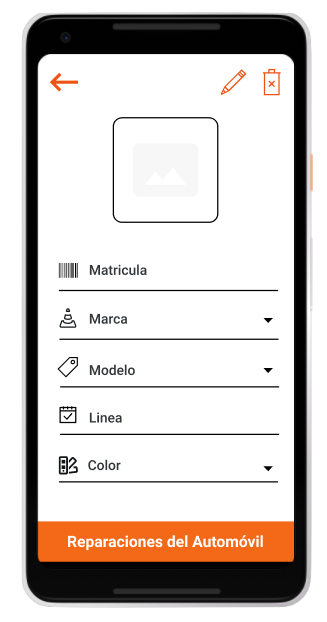 Matricula
Marca
Modelo
Linea
Color
Reparaciones del Automóvil